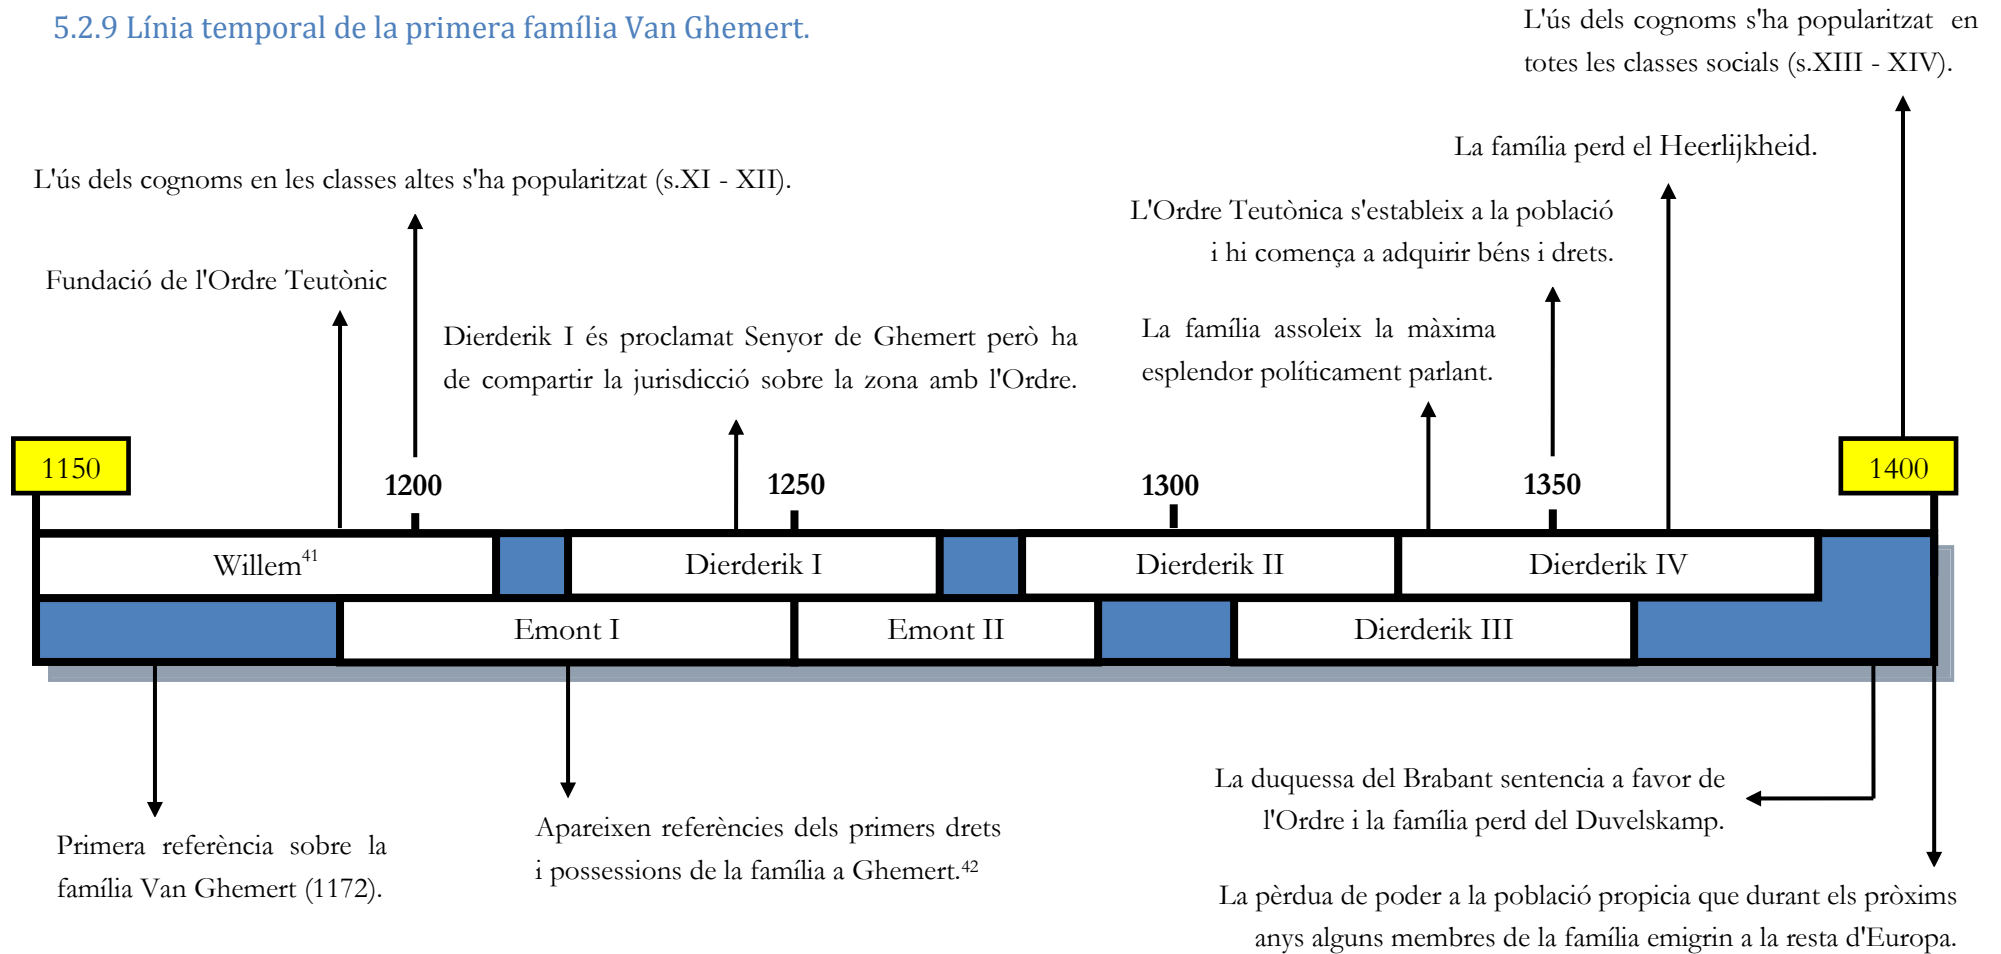 5.2.9 Línia temporal de la primera família Van Ghemert.
L'ús dels cognoms s'ha popularitzat en
totes les classes socials (s.XIII - XIV).
La família perd el Heerlijkheid.
L'ús dels cognoms en les classes altes s'ha popularitzat (s.XI - XII).
L'Ordre Teutònica s'estableix a la població
i hi comença a adquirir béns i drets.
Fundació de l'Ordre Teutònic
Dierderik I és proclamat Senyor de Ghemert però ha
de compartir la jurisdicció sobre la zona amb l'Ordre.
La família assoleix la màxima
esplendor políticament parlant.
1150
1200
1250
1300
1350
1400
Willem41
Dierderik I
Dierderik II
Dierderik IV
Emont I
Emont II
Dierderik III
Primera referència sobre la
família Van Ghemert (1172).
Apareixen referències dels primers drets
i possessions de la família a Ghemert.42
La duquessa del Brabant sentencia a favor de
l'Ordre i la família perd del Duvelskamp.
La pèrdua de poder a la població propicia que durant els pròxims
anys alguns membres de la família emigrin a la resta d'Europa.